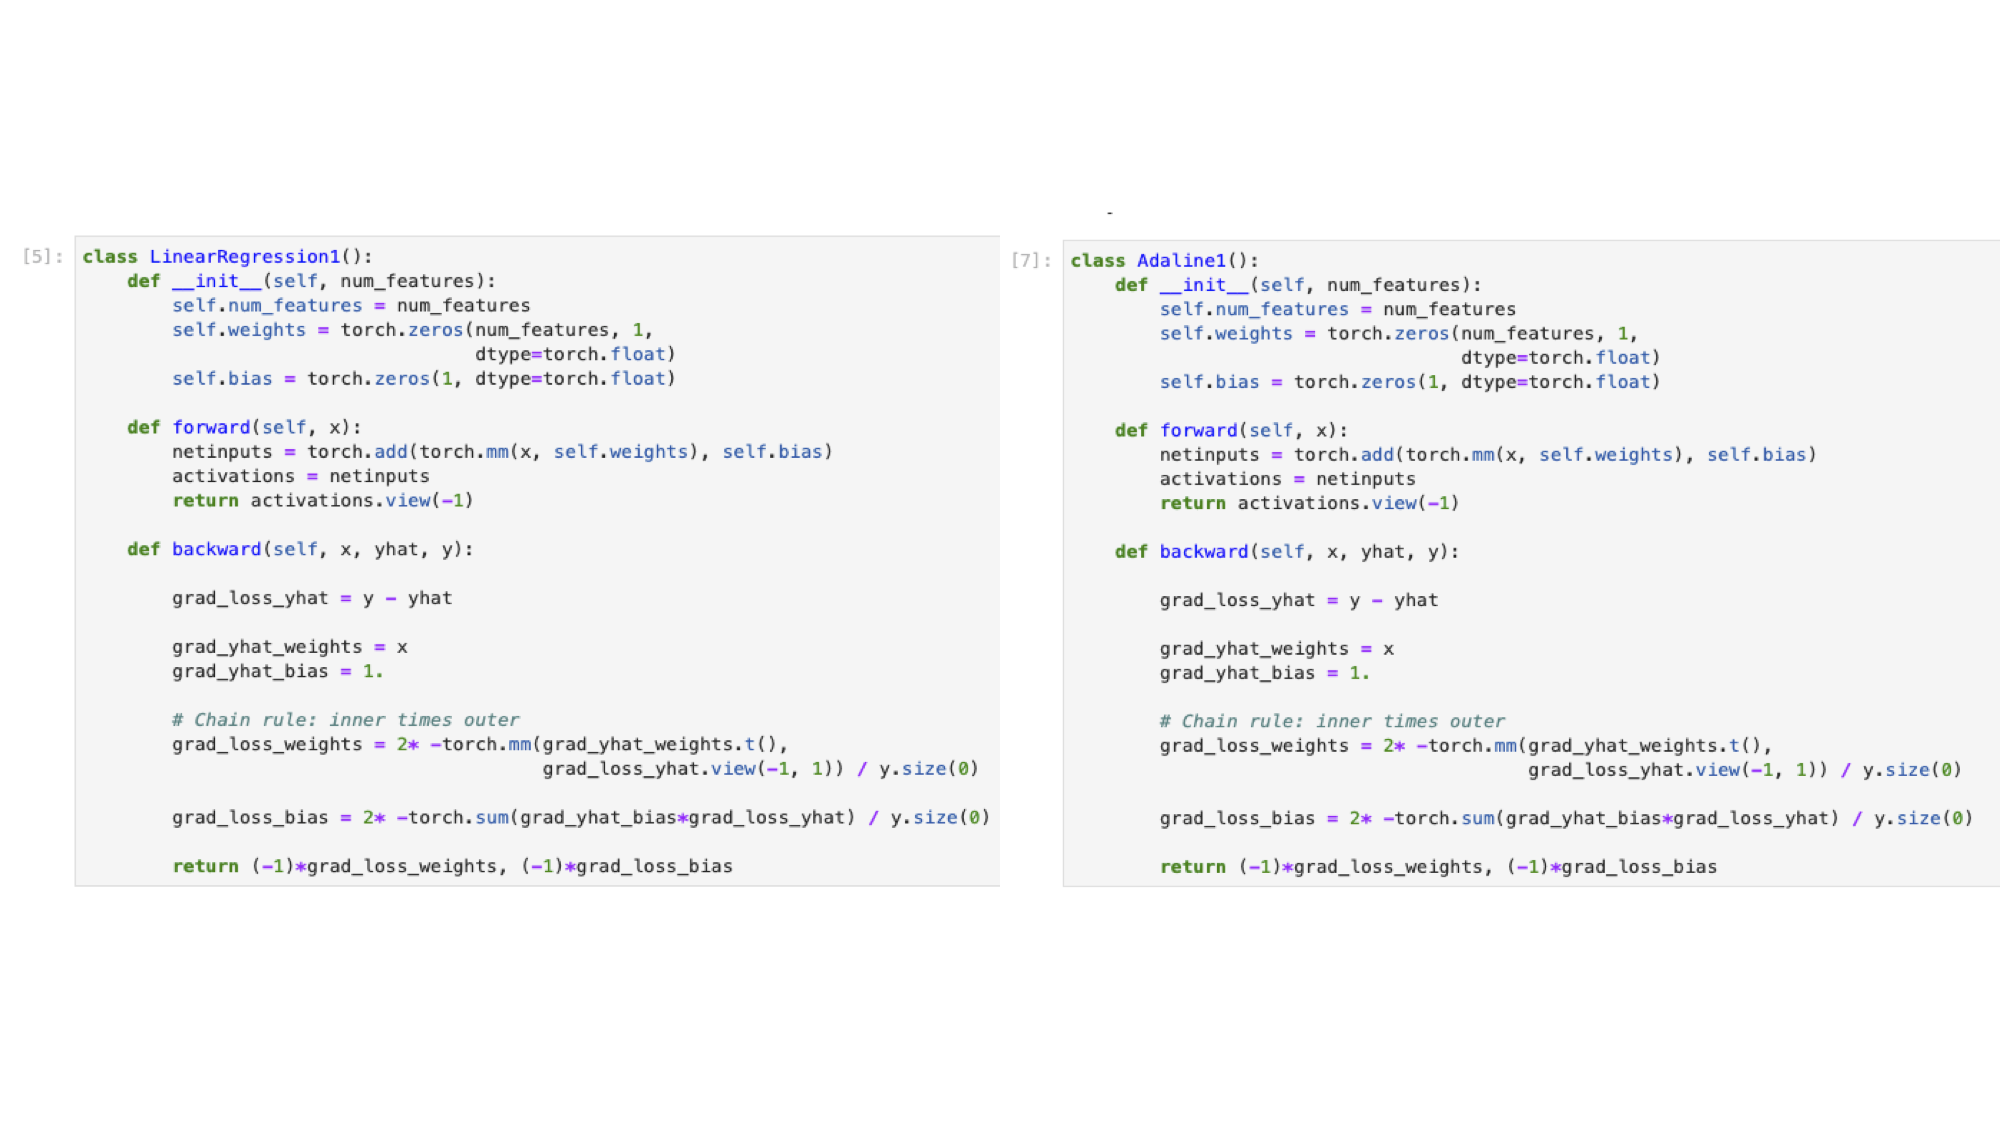 [5]: class LinearRegression1():
    def __init__(self, num_features):
        self.num_features = num_features
        self.weights = torch.zeros(num_features, 1,
                                   dtype=torch.float)
        self.bias = torch.zeros(1, dtype=torch.float)

    def forward(self, x):
        netinputs = torch.add(torch.mm(x, self.weights), self.bias)
        activations = netinputs
        return activations.view(-1)

    def backward(self, x, yhat, y):

        grad_loss_yhat = y - yhat

        grad_yhat_weights = x
        grad_yhat_bias = 1.

        # Chain rule: inner times outer
        grad_loss_weights = 2* -torch.mm(grad_yhat_weights.t(),
                                         grad_loss_yhat.view(-1, 1)) / y.size(0)

        grad_loss_bias = 2* -torch.sum(grad_yhat_bias*grad_loss_yhat) / y.size(0)

        return (-1)*grad_loss_weights, (-1)*grad_loss_bias
-
[7]: class Adaline1():
    def __init__(self, num_features):
        self.num_features = num_features
        self.weights = torch.zeros(num_features, 1,
                                   dtype=torch.float)
        self.bias = torch.zeros(1, dtype=torch.float)

    def forward(self, x):
        netinputs = torch.add(torch.mm(x, self.weights), self.bias)
        activations = netinputs
        return activations.view(-1)

    def backward(self, x, yhat, y):

        grad_loss_yhat = y - yhat

        grad_yhat_weights = x
        grad_yhat_bias = 1.

        # Chain rule: inner times outer
        grad_loss_weights = 2* -torch.mm(grad_yhat_weights.t(),
                                         grad_loss_yhat.view(-1, 1)) / y.size(0)

        grad_loss_bias = 2* -torch.sum(grad_yhat_bias*grad_loss_yhat) / y.size(0)

        return (-1)*grad_loss_weights, (-1)*grad_loss_bias